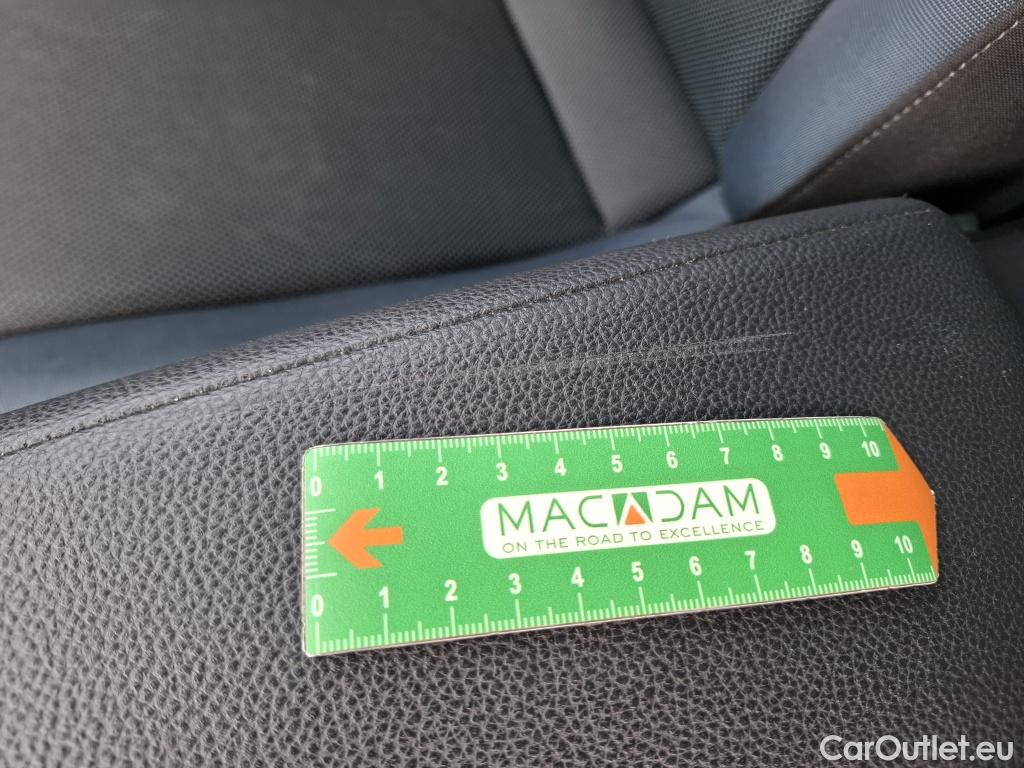 0 1 2 3 4 5 6 7 8 9 10
MACADAM
ON THE ROAD TO EXCELLENCE
0 1 2 3 4 5 6 7 8 9 10
CarOutlet.eu